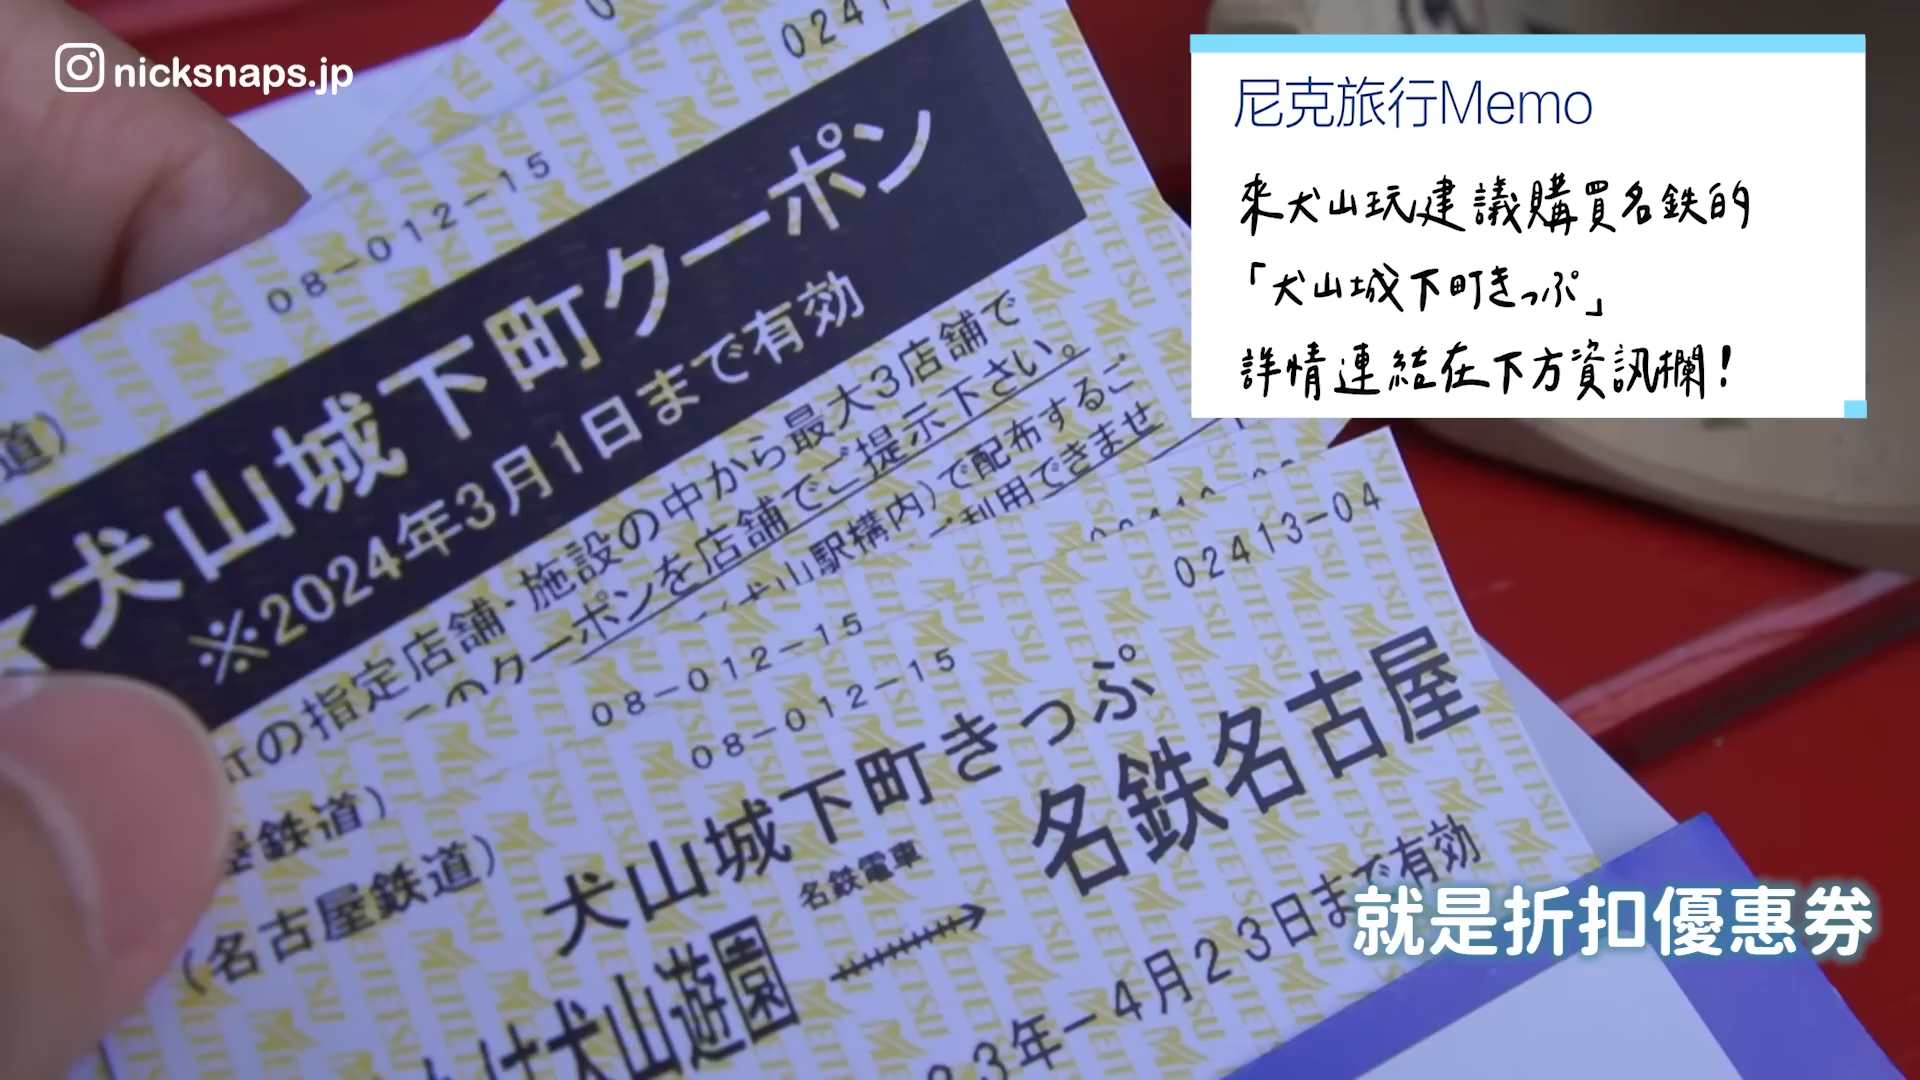 nicksnaps.jp
尼克旅行Memo
來犬山玩建議購買名鉄的
「犬山城下町きっぷ」
詳情連結在下方資訊欄!
08-012-15
犬山城下町クーポン
※2024年3月1日まで有効
の指定店舗・施設の中から最大3店舗で
のクーポンを店舗でご提示下さい。
犬山駅構内)で配布するご
ご利用できませ
08-012-15
02413-04
08-012-15
犬山城下町きっぷ
(名古屋鉄道)
名鉄電車
名鉄名古屋
犬山遊園
3年-4月23日まで有効
就是折扣優惠券
MEITETSU